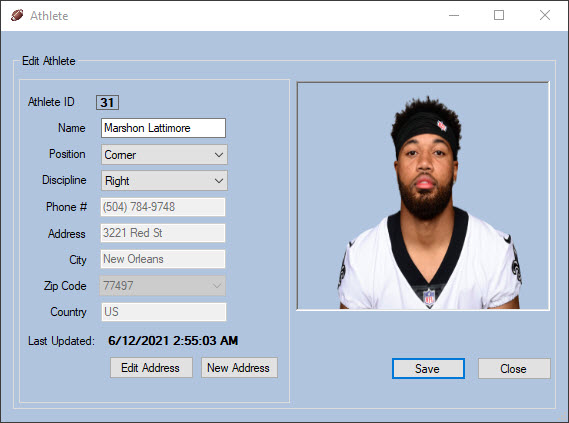 Athlete
Edit Athlete
Athlete ID 31
Name Marshon Lattimore
Position Corner
Discipline Right
Phone # (504) 784-9748
Address 3221 Red St
City New Orleans
Zip Code 77497
Country US
Last Updated: 6/12/2021 2:55:03 AM
Edit Address New Address
Save Close